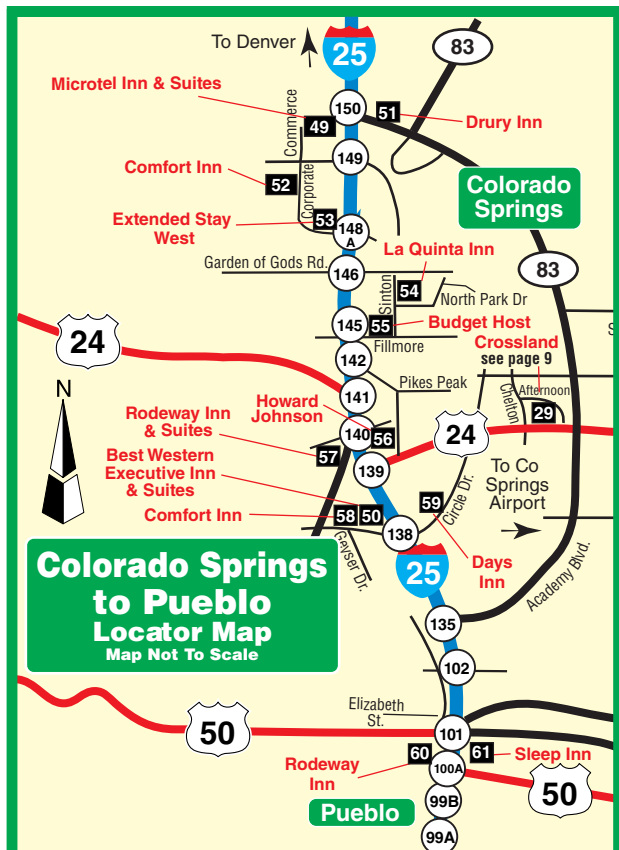 To Denver
25
83
Microtel Inn & Suites
150
51
Drury Inn
49
Commerce
149
Comfort Inn
52
Corporate
Colorado
Springs
Extended Stay
West
53
148
A
La Quinta Inn
Garden of Gods Rd.
146
83
54
Sinton
North Park Dr
145
55
Budget Host
Fillmore
24
Crossland
see page 9
142
Pikes Peak
Chelton
Afternoon
29
141
N
Howard
Johnson
Rodeway Inn
& Suites
140
56
24
57
139
Best Western
Executive Inn
& Suites
To Co
Springs
Airport
59
Circle Dr.
Comfort Inn
58
50
138
Geyser Dr.
Days
Inn
25
Academy Blvd.
Colorado Springs
to Pueblo
Locator Map
Map Not To Scale
135
102
Elizabeth
St.
50
101
60
61
Sleep Inn
Rodeway
Inn
100A
50
Pueblo
99B
99A